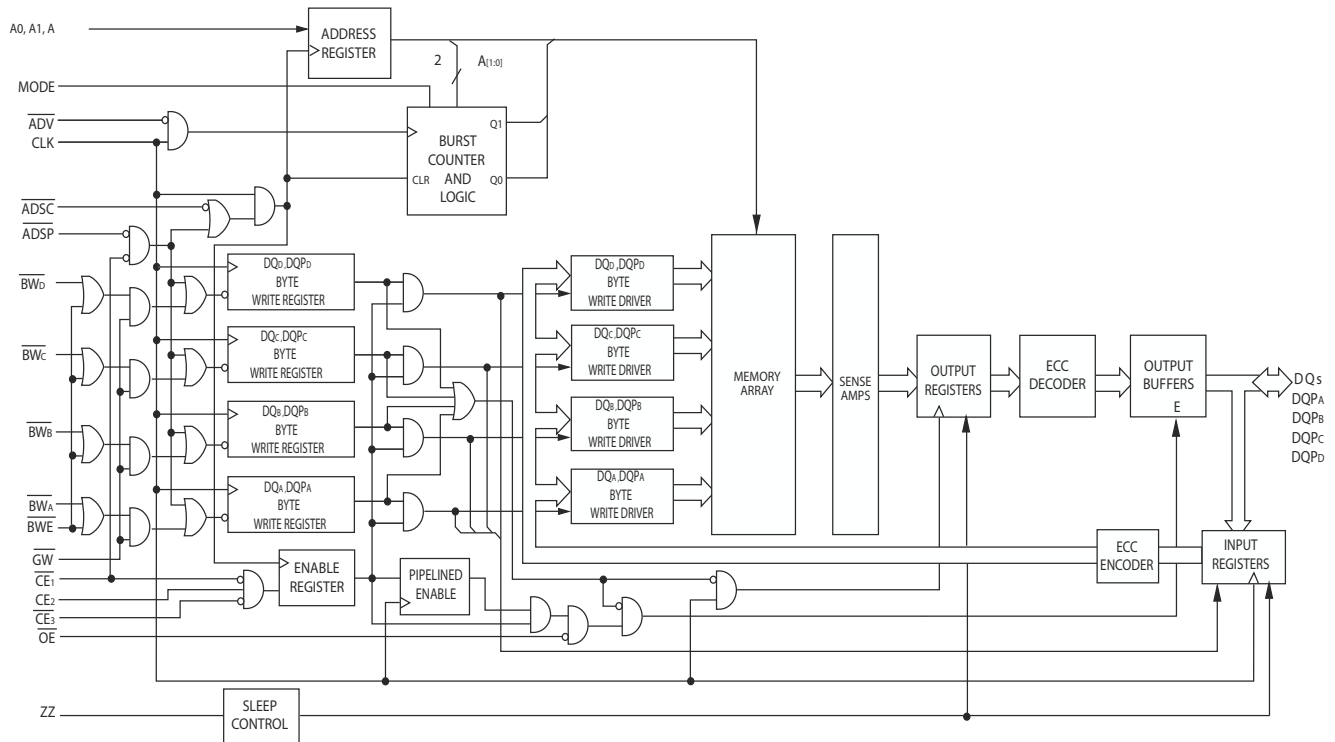 A0, A1, A
ADDRESS
REGISTER
2
A[1:0]
MODE
ADV
CLK
BURST
COUNTER
AND
LOGIC
Q1
CLR
Q0
ADSC
ADSP
BWD
DQD,DQPD
BYTE
WRITE REGISTER
DQD,DQPD
BYTE
WRITE DRIVER
BWC
DQC,DQPC
BYTE
WRITE REGISTER
DQC,DQPC
BYTE
WRITE DRIVER
MEMORY
ARRAY
SENSE
AMPS
OUTPUT
REGISTERS
ECC
DECODER
OUTPUT
BUFFERS
E
DQs
DQPA
DQPB
DQPC
DQPD
BWB
DQB,DQPB
BYTE
WRITE REGISTER
DQB,DQPB
BYTE
WRITE DRIVER
BWA
BWE
DQA,DQPA
BYTE
WRITE REGISTER
DQA,DQPA
BYTE
WRITE DRIVER
GW
CE1
CE2
CE3
OE
ENABLE
REGISTER
PIPELINED
ENABLE
ECC
ENCODER
INPUT
REGISTERS
ZZ
SLEEP
CONTROL